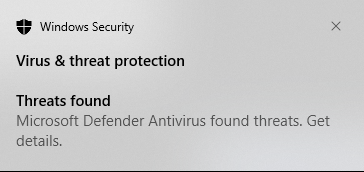 Windows Security
Virus & threat protection
Threats found
Microsoft Defender Antivirus found threats. Get
details.